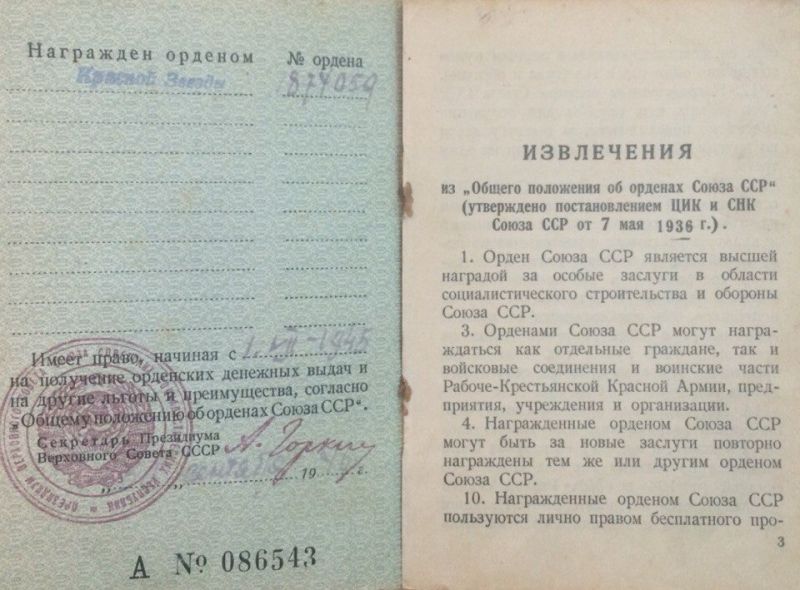 Награжден орденом № ордена
Красной Звезды 874059
Имеет право, начиная с 1.VII-1945
на получение орденских денежных выдач и
на другие льготы и преимущества, согласно
„Общему положению об орденах Союза ССР“.
Секретарь Президиума
Верховного Совета СССР А. Горкин
„ “ 19 г.
А № 086543
ИЗВЛЕЧЕНИЯ
из „Общего положения об орденах Союза ССР“
(утверждено постановлением ЦИК и СНК
Союза ССР от 7 мая 1936 г.).
1. Орден Союза ССР является высшей
наградой за особые заслуги в области
социалистического строительства и обороны
Союза ССР.
3. Орденами Союза ССР могут награ-
ждаться как отдельные граждане, так и
войсковые соединения и воинские части
Рабоче-Крестьянской Красной Армии, пред-
приятия, учреждения и организации.
4. Награжденные орденом Союза ССР
могут быть за новые заслуги повторно
награждены тем же или другим орденом
Союза ССР.
10. Награжденные орденом Союза ССР
пользуются лично правом бесплатного про-
3